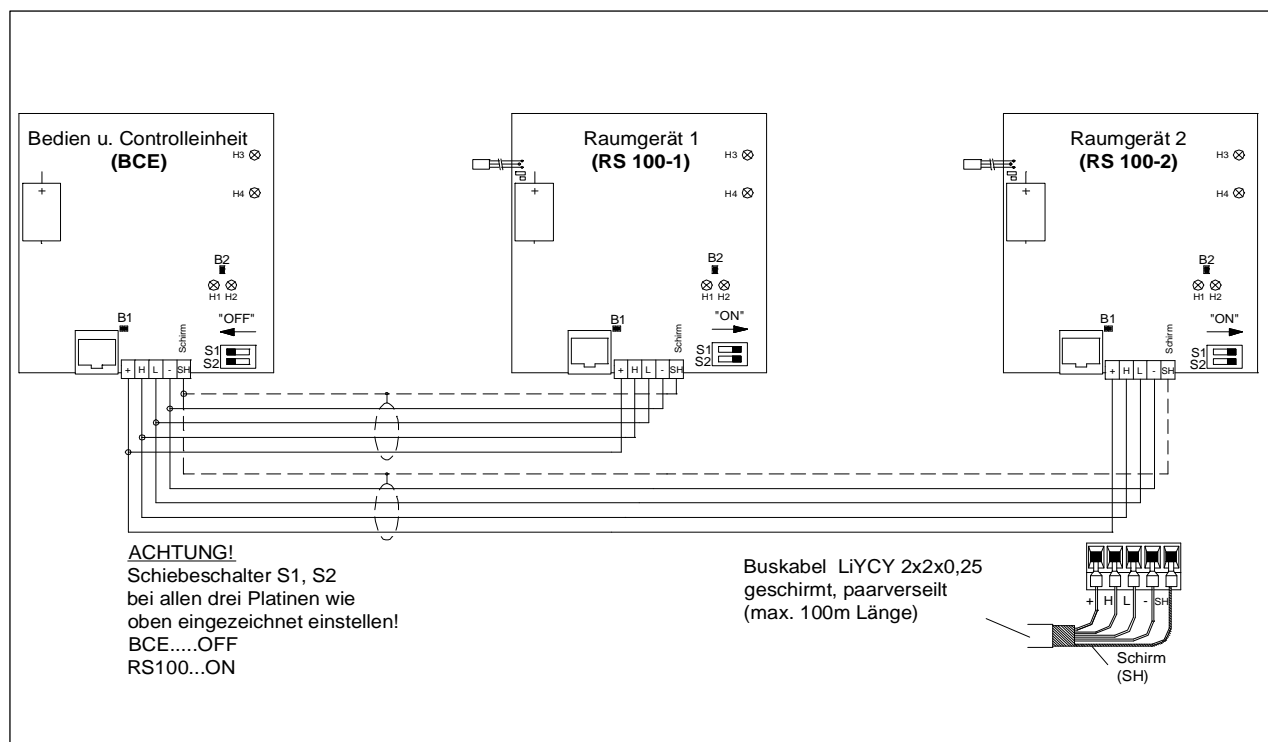 Bedien u. Controlleinheit
(BCE)
+
H3
H4
B2
H1 H2
B1
"OFF"
Schirm
S1
S2
+ H L - SH
Raumgerät 1
(RS 100-1)
+
H3
H4
B2
H1 H2
B1
"ON"
Schirm
S1
S2
+ H L - SH
Raumgerät 2
(RS 100-2)
+
H3
H4
B2
H1 H2
B1
"ON"
Schirm
S1
S2
+ H L - SH
ACHTUNG!
Schiebeschalter S1, S2
bei allen drei Platinen wie
oben eingezeichnet einstellen!
BCE.....OFF
RS100...ON
Buskabel LiYCY 2x2x0,25
geschirmt, paarverseilt
(max. 100m Länge)
+ H L - SH
Schirm
(SH)